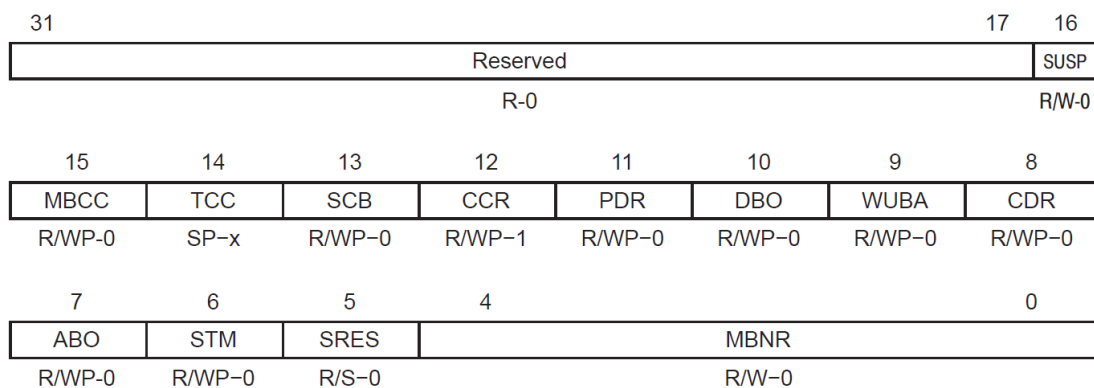 31 17 16
Reserved SUSP
R-0 R/W-0
15 14 13 12 11 10 9 8
MBCC TCC SCB CCR PDR DBO WUBA CDR
R/WP-0 SP−x R/WP−0 R/WP−1 R/WP−0 R/WP−0 R/WP−0 R/WP−0
7 6 5 4 0
ABO STM SRES MBNR
R/WP-0 R/WP−0 R/S−0 R/W−0